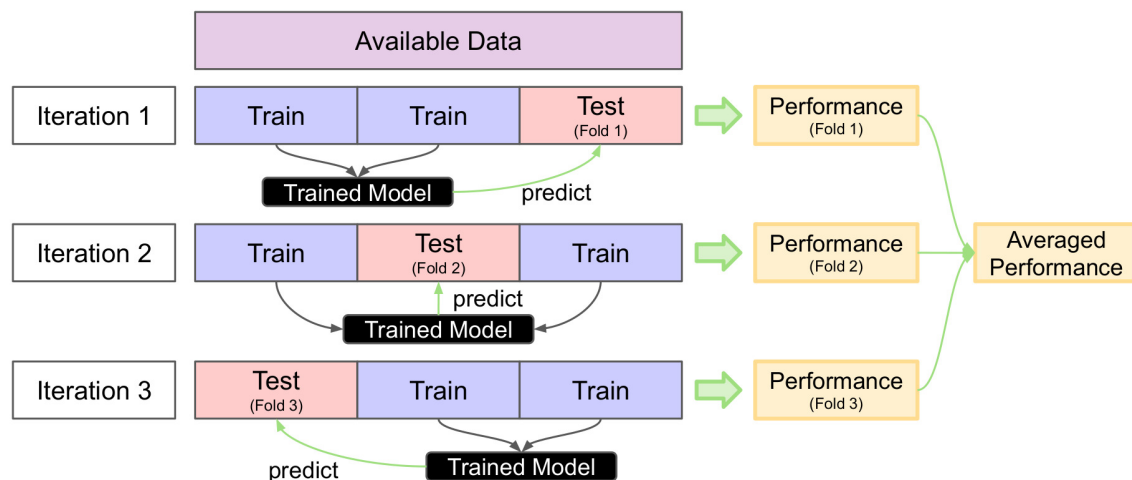 Available Data
Iteration 1
Train
Train
Test
(Fold 1)
Performance
(Fold 1)
Trained Model
predict
Iteration 2
Train
Test
(Fold 2)
Train
Performance
(Fold 2)
Averaged
Performance
predict
Trained Model
Iteration 3
Test
(Fold 3)
Train
Train
Performance
(Fold 3)
predict
Trained Model